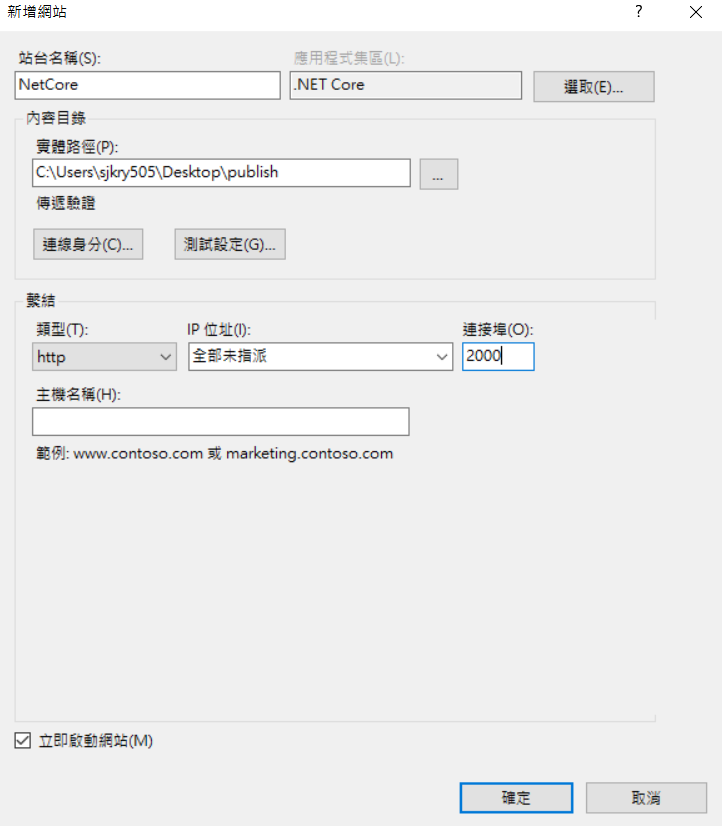 新增網站
站台名稱(S): 應用程式集區(L):
NetCore .NET Core 選取(E)...
內容目錄
實體路徑(P):
C:\Users\sjkry505\Desktop\publish ...
傳遞驗證
連線身分(C)... 測試設定(G)...
繫結
類型(T): IP 位址(I): 連接埠(O):
http 全部未指派 2000
主機名稱(H):
範例: www.contoso.com 或 marketing.contoso.com
立即啟動網站(M)
確定 取消